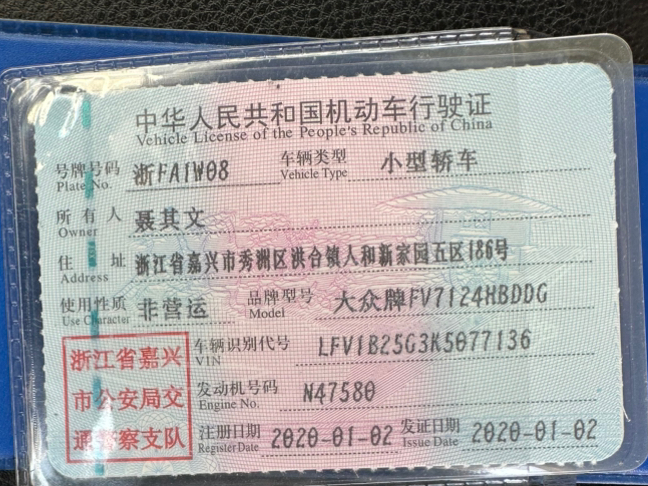 中华人民共和国机动车行驶证
Vehicle License of the People's Republic of China
号牌号码 浙FA1W08 车辆类型 小型轿车
Plate No. Vehicle Type
所有人 聂其文
Owner
住址 浙江省嘉兴市秀洲区洪合镇人和新家园五区186号
Address
使用性质 非营运 品牌型号 大众牌FV7124HBDDG
Use Character Model
浙江省嘉兴市公安局交通警察支队
车辆识别代号 LFV1B25G3K5077136
VIN
发动机号码 N47580
Engine No.
注册日期 2020-01-02 发证日期 2020-01-02
Register Date Issue Date